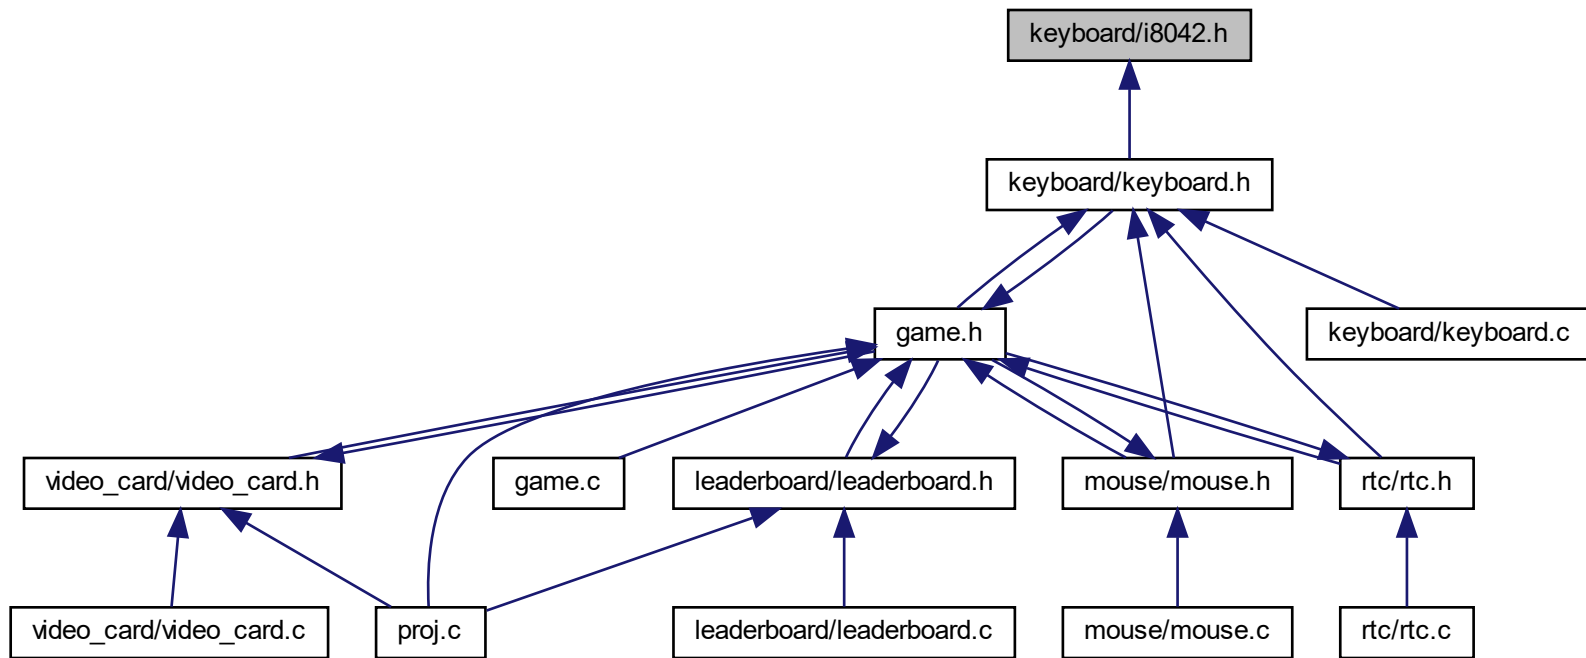 keyboard/i8042.h
keyboard/keyboard.h
game.h
keyboard/keyboard.c
video_card/video_card.h
game.c
leaderboard/leaderboard.h
mouse/mouse.h
rtc/rtc.h
video_card/video_card.c
proj.c
leaderboard/leaderboard.c
mouse/mouse.c
rtc/rtc.c